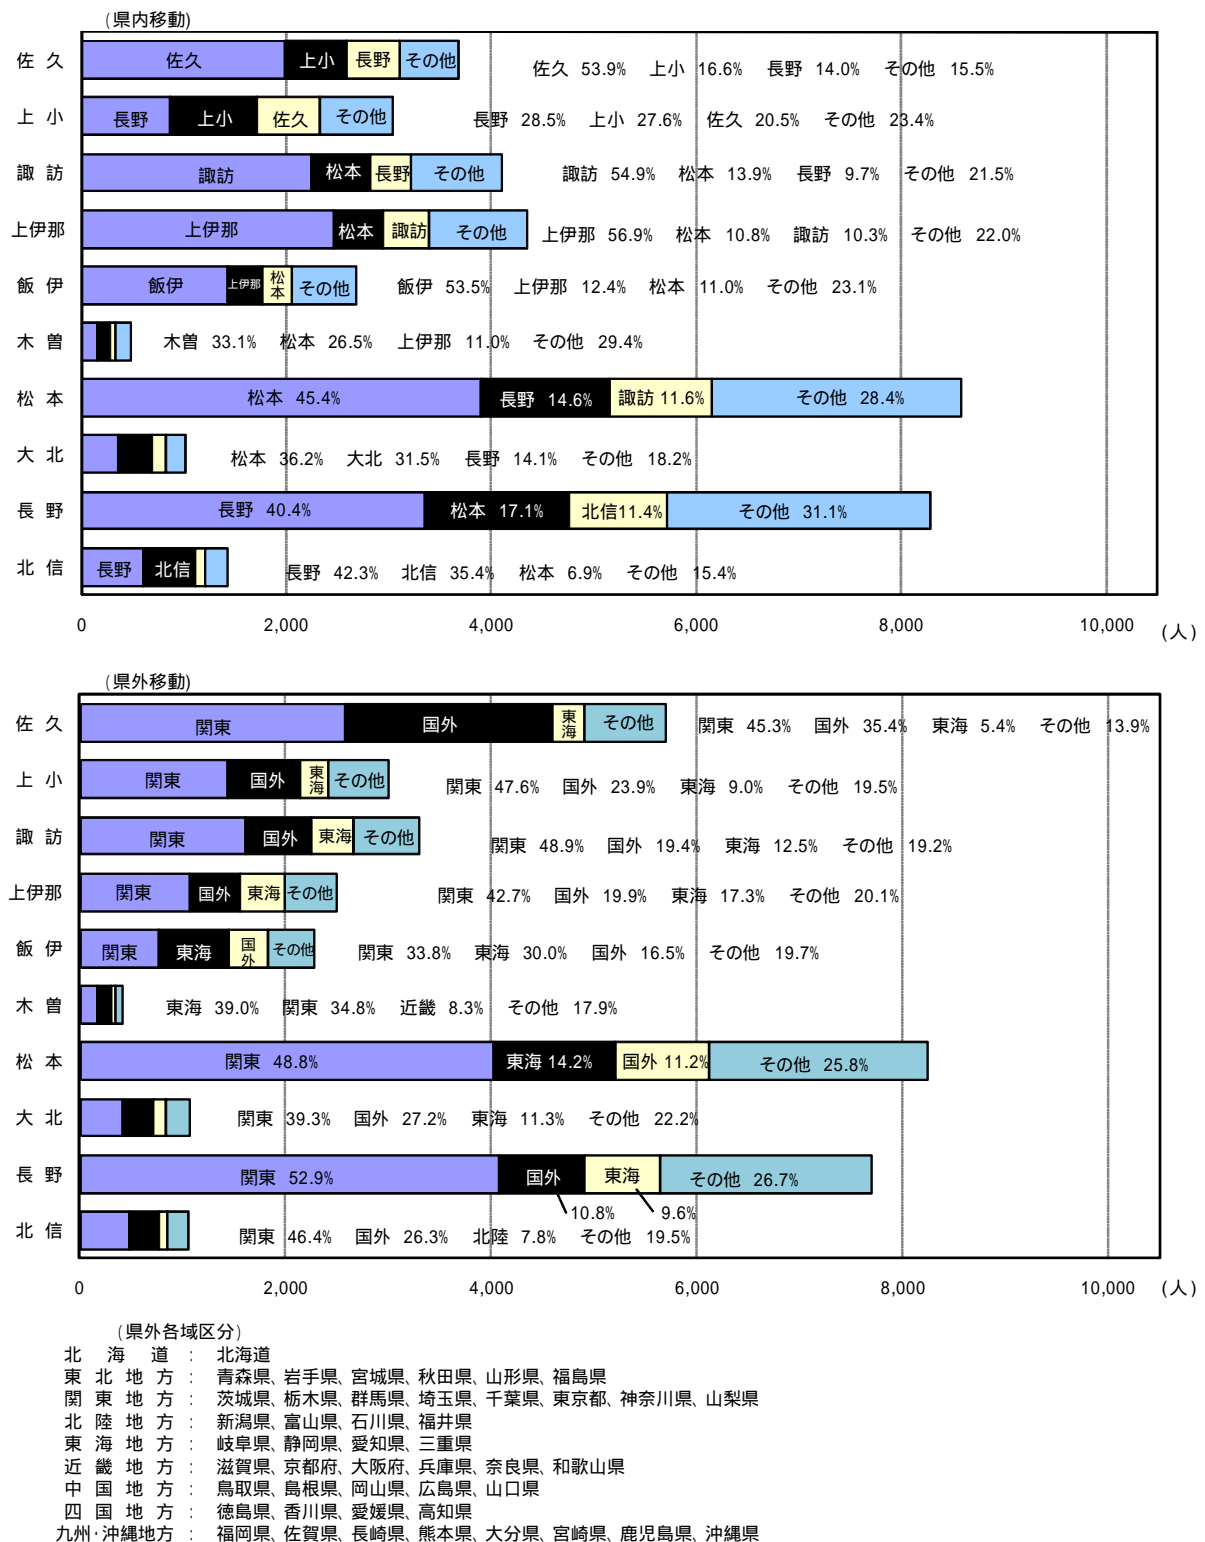 (県内移動)
佐久 佐久 上小 長野 その他 佐久 53.9% 上小 16.6% 長野 14.0% その他 15.5%
上小 長野 上小 佐久 その他 長野 28.5% 上小 27.6% 佐久 20.5% その他 23.4%
諏訪 諏訪 松本 長野 その他 諏訪 54.9% 松本 13.9% 長野 9.7% その他 21.5%
上伊那 上伊那 松本 諏訪 その他 上伊那 56.9% 松本 10.8% 諏訪 10.3% その他 22.0%
飯伊 飯伊 上伊那 松本 その他 飯伊 53.5% 上伊那 12.4% 松本 11.0% その他 23.1%
木曽 木曽 33.1% 松本 26.5% 上伊那 11.0% その他 29.4%
松本 松本 45.4% 長野 14.6% 諏訪 11.6% その他 28.4%
大北 松本 36.2% 大北 31.5% 長野 14.1% その他 18.2%
長野 長野 40.4% 松本 17.1% 北信11.4% その他 31.1%
北信 長野 北信 長野 42.3% 北信 35.4% 松本 6.9% その他 15.4%
0 2,000 4,000 6,000 8,000 10,000 (人)
(県外移動)
佐久 関東 国外 東海 その他 関東 45.3% 国外 35.4% 東海 5.4% その他 13.9%
上小 関東 国外 東海 その他 関東 47.6% 国外 23.9% 東海 9.0% その他 19.5%
諏訪 関東 国外 東海 その他 関東 48.9% 国外 19.4% 東海 12.5% その他 19.2%
上伊那 関東 国外 東海 その他 関東 42.7% 国外 19.9% 東海 17.3% その他 20.1%
飯伊 関東 東海 国外 その他 関東 33.8% 東海 30.0% 国外 16.5% その他 19.7%
木曽 東海 39.0% 関東 34.8% 近畿 8.3% その他 17.9%
松本 関東 48.8% 東海 14.2% 国外 11.2% その他 25.8%
大北 関東 39.3% 国外 27.2% 東海 11.3% その他 22.2%
長野 関東 52.9% 国外 東海 その他 26.7%
10.8% 9.6%
北信 関東 46.4% 国外 26.3% 北陸 7.8% その他 19.5%
0 2,000 4,000 6,000 8,000 10,000 (人)
(県外各域区分)
北海道 : 北海道
東北地方 : 青森県、岩手県、宮城県、秋田県、山形県、福島県
関東地方 : 茨城県、栃木県、群馬県、埼玉県、千葉県、東京都、神奈川県、山梨県
北陸地方 : 新潟県、富山県、石川県、福井県
東海地方 : 岐阜県、静岡県、愛知県、三重県
近畿地方 : 滋賀県、京都府、大阪府、兵庫県、奈良県、和歌山県
中国地方 : 鳥取県、島根県、岡山県、広島県、山口県
四国地方 : 徳島県、香川県、愛媛県、高知県
九州・沖縄地方 : 福岡県、佐賀県、長崎県、熊本県、大分県、宮崎県、鹿児島県、沖縄県